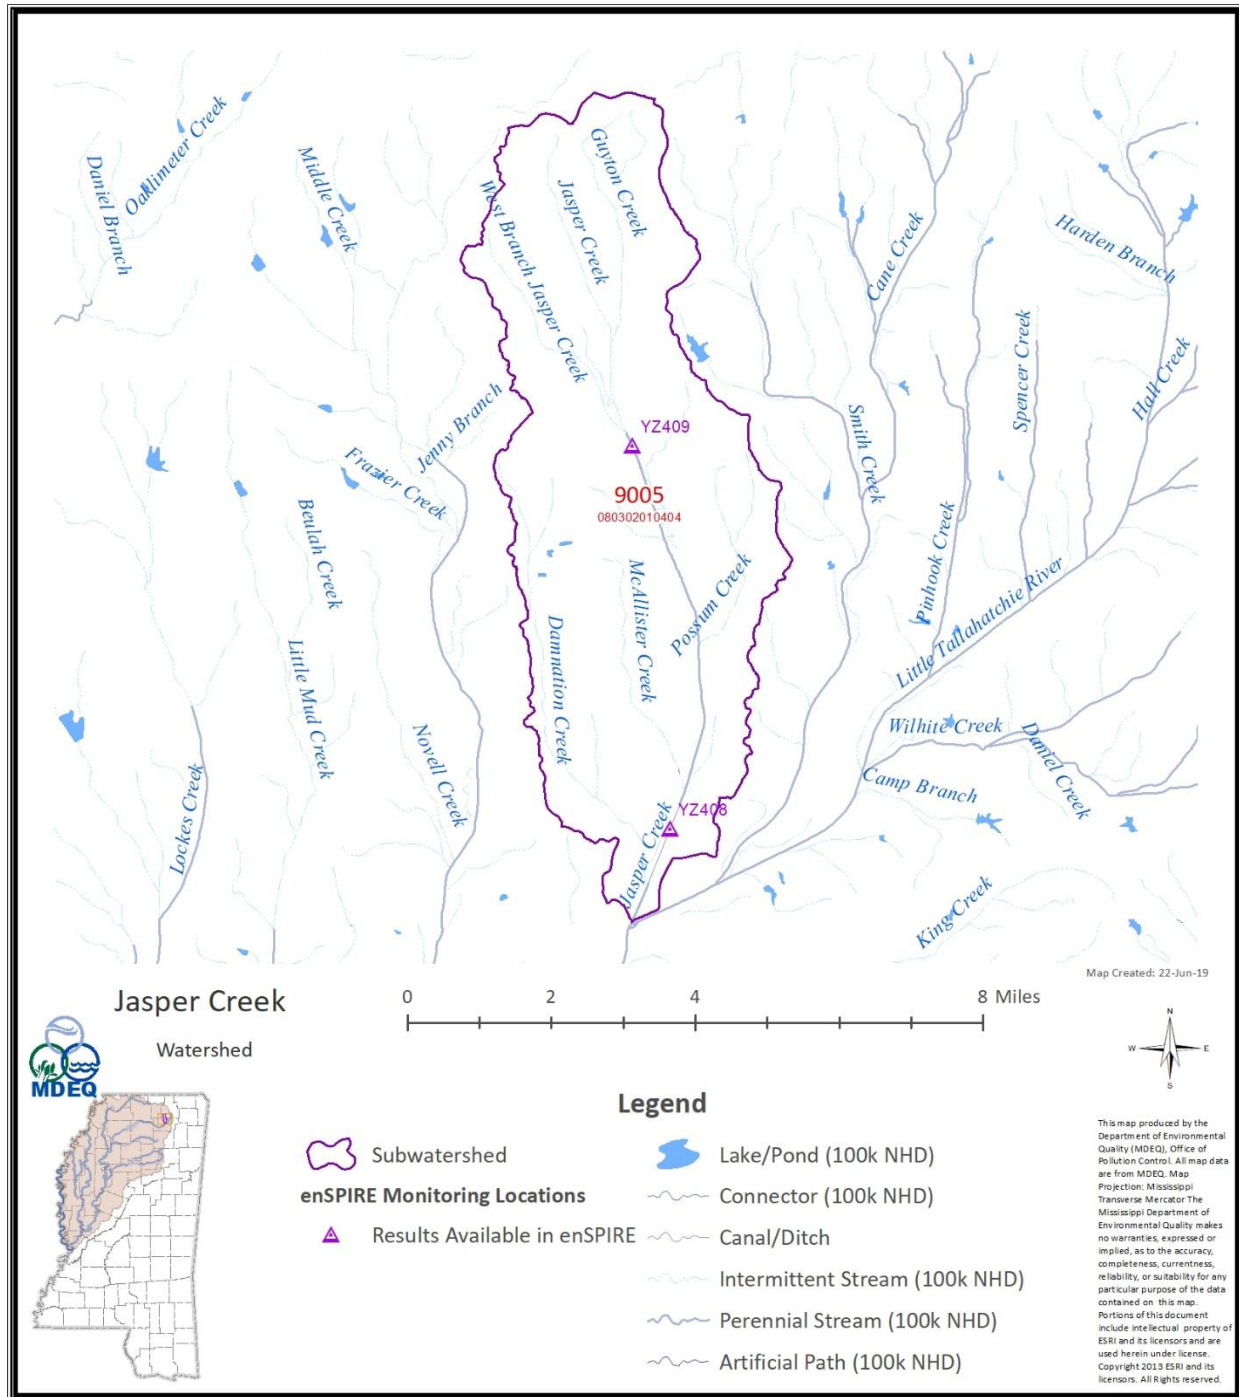 Oaklimeter Creek
Daniel Branch
Middle Creek
Guyton Creek
Jasper Creek
West Branch Jasper Creek
Cane Creek
Harden Branch
Spencer Creek
Hall Creek
Jenny Branch
Frazier Creek
YZ409
Smith Creek
9005
080302010404
Beulah Creek
McAllister Creek
Possum Creek
Pinhook Creek
Little Tallahatchie River
Damnation Creek
Little Mud Creek
Novell Creek
Lockes Creek
Wilhite Creek
Daniel Creek
Camp Branch
YZ408
Jasper Creek
King Creek
Map Created: 22-Jun-19
Jasper Creek
Watershed
0 2 4 8 Miles
N
W E
S
MDEQ
Legend
Subwatershed
enSPIRE Monitoring Locations
Results Available in enSPIRE
Lake/Pond (100k NHD)
Connector (100k NHD)
Canal/Ditch
Intermittent Stream (100k NHD)
Perennial Stream (100k NHD)
Artificial Path (100k NHD)
This map produced by the
Department of Environmental
Quality (MDEQ), Office of
Pollution Control. All map data
are from MDEQ. Map
Projection: Mississippi
Transverse Mercator The
Mississippi Department of
Environmental Quality makes
no warranties, expressed or
implied, as to the accuracy,
completeness, currentness,
reliability, or suitability for any
particular purpose of the data
contained on this map.
Portions of this document
include intellectual property of
ESRI and its licensors and are
used herein under license.
Copyright 2013 ESRI and its
licensors. All Rights reserved.